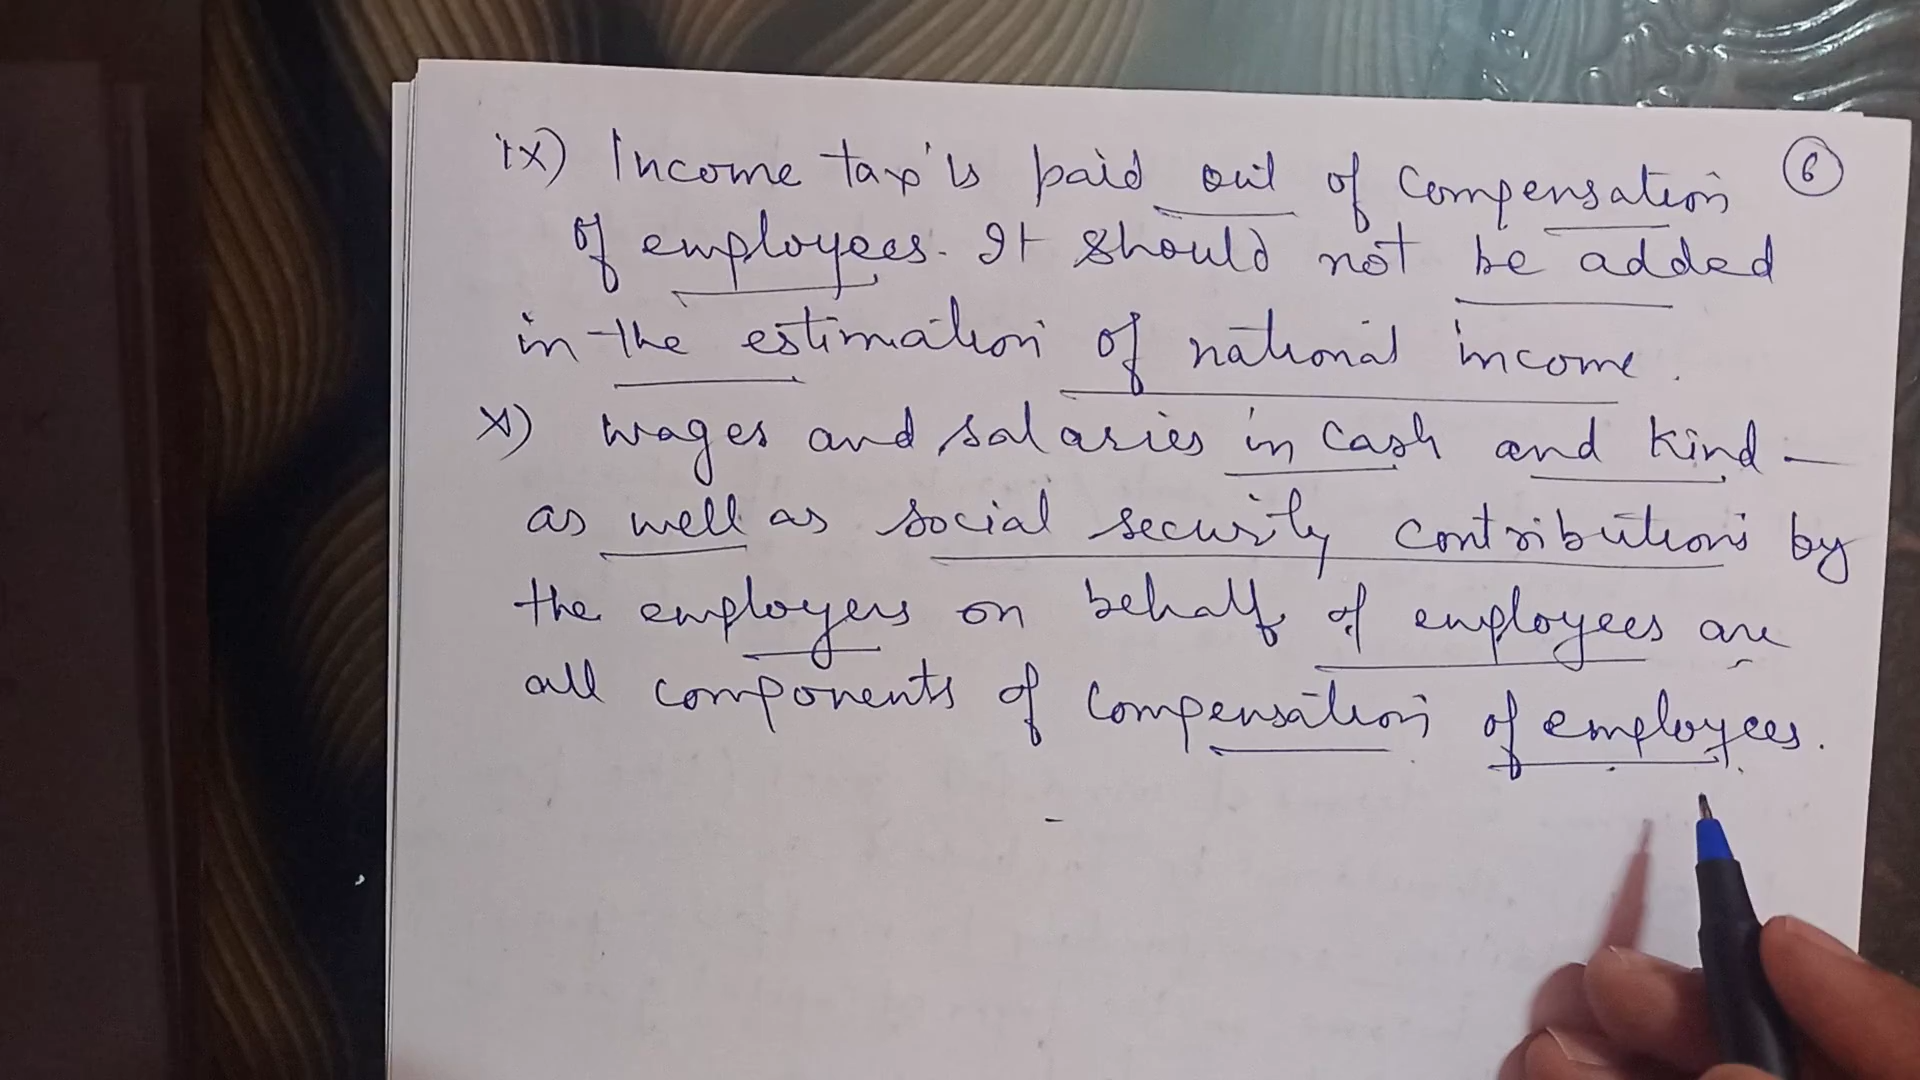 ix) Income tax is paid out of compensation 6
of employees. It should not be added
in the estimation of national income.
x) wages and salaries in cash and kind -
as well as social security contributions by
the employers on behalf of employees are
all components of compensation of employees.